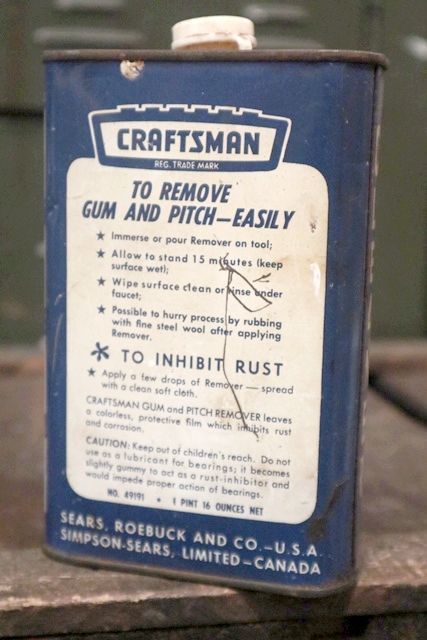 CRAFTSMAN
REG. TRADE MARK
TO REMOVE
GUM AND PITCH—EASILY
★ Immerse or pour Remover on tool;
★ Allow to stand 15 minutes (keep
surface wet);
★ Wipe surface clean or rinse under
faucet;
★ Possible to hurry process by rubbing
with fine steel wool after applying
Remover.
* TO INHIBIT RUST
★ Apply a few drops of Remover — spread
with a clean soft cloth.
CRAFTSMAN GUM and PITCH REMOVER leaves
a colorless, protective film which inhibits rust
and corrosion.
CAUTION: Keep out of children's reach. Do not
use as a lubricant for bearings; it becomes
slightly gummy to act as a rust-inhibitor and
would impede proper action of bearings.
NO. 49191 • 1 PINT 16 OUNCES NET
SEARS, ROEBUCK AND CO.—U.S.A.
SIMPSON-SEARS, LIMITED—CANADA